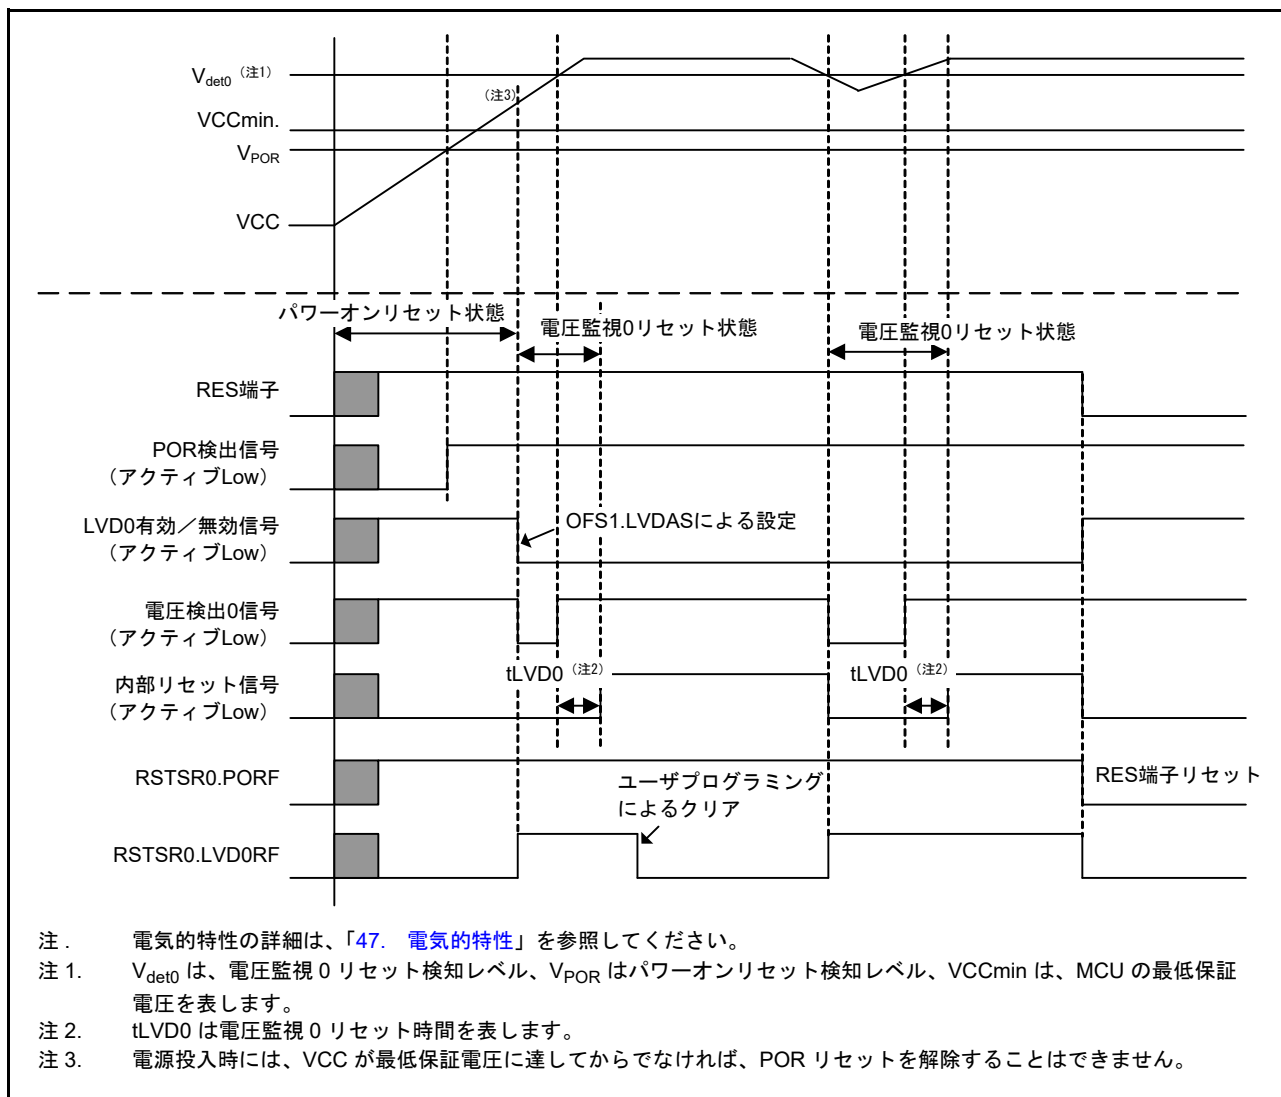 Vdet0（注1）
（注3）
VCCmin.
VPOR
VCC
パワーオンリセット状態
電圧監視0リセット状態
電圧監視0リセット状態
RES端子
POR検出信号
（アクティブLow）
LVD0有効／無効信号
（アクティブLow）
OFS1.LVDASによる設定
電圧検出0信号
（アクティブLow）
tLVD0（注2）
tLVD0（注2）
内部リセット信号
（アクティブLow）
RSTSR0.PORF
ユーザプログラミング
によるクリア
RES端子リセット
RSTSR0.LVD0RF
注 . 電気的特性の詳細は、「47. 電気的特性」を参照してください。
注 1. Vdet0 は、電圧監視 0 リセット検知レベル、VPOR はパワーオンリセット検知レベル、VCCmin は、MCU の最低保証
電圧を表します。
注 2. tLVD0 は電圧監視 0 リセット時間を表します。
注 3. 電源投入時には、VCC が最低保証電圧に達してからでなければ、POR リセットを解除することはできません。